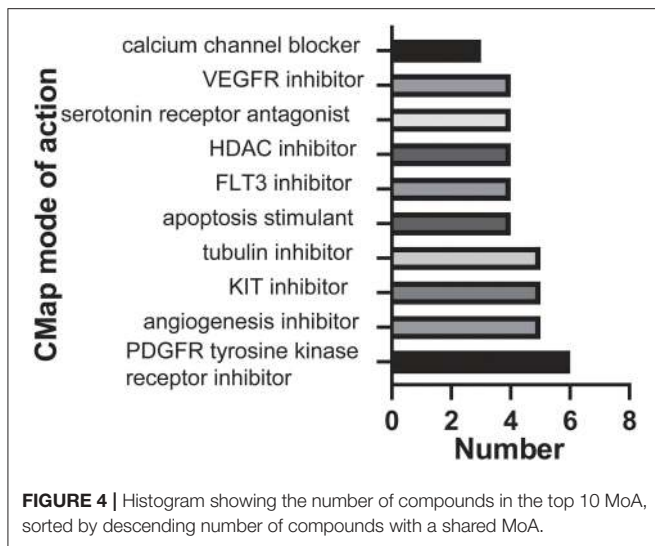 CMap mode of action
calcium channel blocker
VEGFR inhibitor
serotonin receptor antagonist
HDAC inhibitor
FLT3 inhibitor
apoptosis stimulant
tubulin inhibitor
KIT inhibitor
angiogenesis inhibitor
PDGFR tyrosine kinase
receptor inhibitor
0 2 4 6 8
Number
FIGURE 4 | Histogram showing the number of compounds in the top 10 MoA,
sorted by descending number of compounds with a shared MoA.